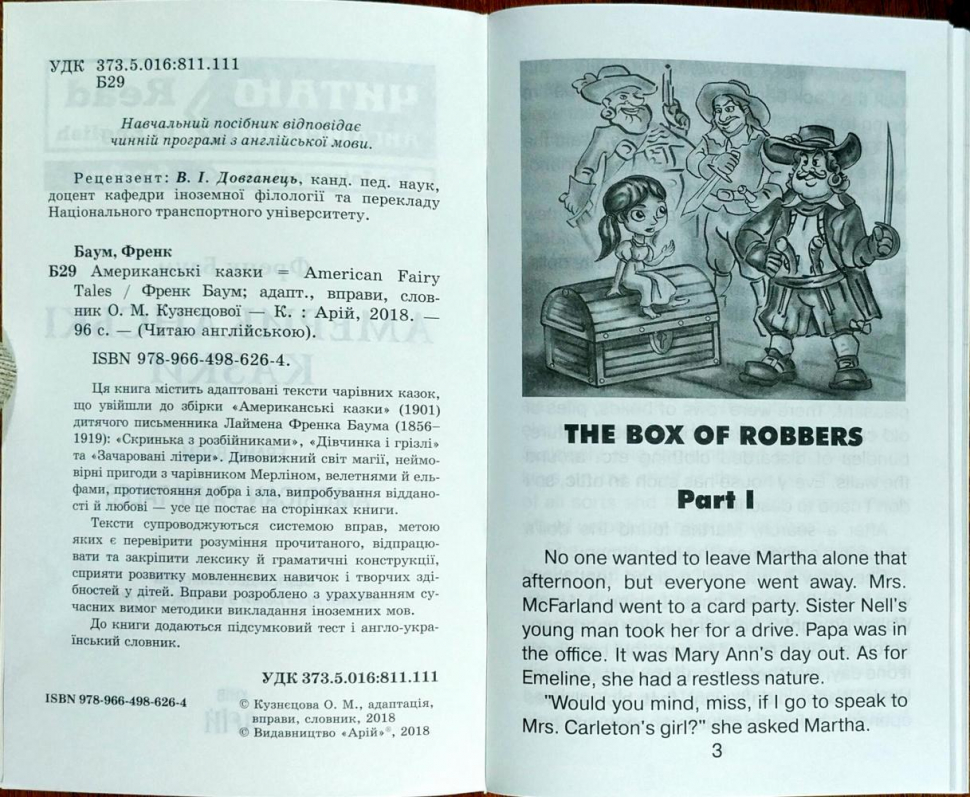 УДК 373.5.016:811.111
Б29
Навчальний посібник відповідає
чинній програмі з англійської мови.
Рецензент: В. І. Довганець, канд. пед. наук,
доцент кафедри іноземної філології та перекладу
Національного транспортного університету.
Баум, Френк
Б29 Американські казки = American Fairy
Tales / Френк Баум; адапт., вправи, слов-
ник О. М. Кузнєцової — К. : Арій, 2018. —
96 с. — (Читаю англійською).
ISBN 978-966-498-626-4.
Ця книга містить адаптовані тексти чарівних казок,
що увійшли до збірки «Американські казки» (1901)
дитячого письменника Лаймена Френка Баума (1856–
1919): «Скринька з розбійниками», «Дівчинка і грізлі»
та «Зачаровані літери». Дивовижний світ магії, неймо-
вірні пригоди з чарівником Мерліном, велетнями й ель-
фами, протистояння добра і зла, випробування віддано-
сті й любові — усе це постає на сторінках книги.
Тексти супроводжуються системою вправ, метою
яких є перевірити розуміння прочитаного, відпрацю-
вати та закріпити лексику й граматичні конструкції,
сприяти розвитку мовленнєвих навичок і творчих зді-
бностей у дітей. Вправи розроблено з урахуванням су-
часних вимог методики викладання іноземних мов.
До книги додаються підсумковий тест і англо-укра-
їнський словник.
УДК 373.5.016:811.111
ISBN 978-966-498-626-4
© Кузнєцова О. М., адаптація,
вправи, словник, 2018
© Видавництво «Арій»®, 2018
THE BOX OF ROBBERS
Part I
No one wanted to leave Martha alone that
afternoon, but everyone went away. Mrs.
McFarland went to a card party. Sister Nell's
young man took her for a drive. Papa was in
the office. It was Mary Ann's day out. As for
Emeline, she had a restless nature.
"Would you mind, miss, if I go to speak to
Mrs. Carleton's girl?" she asked Martha.
3